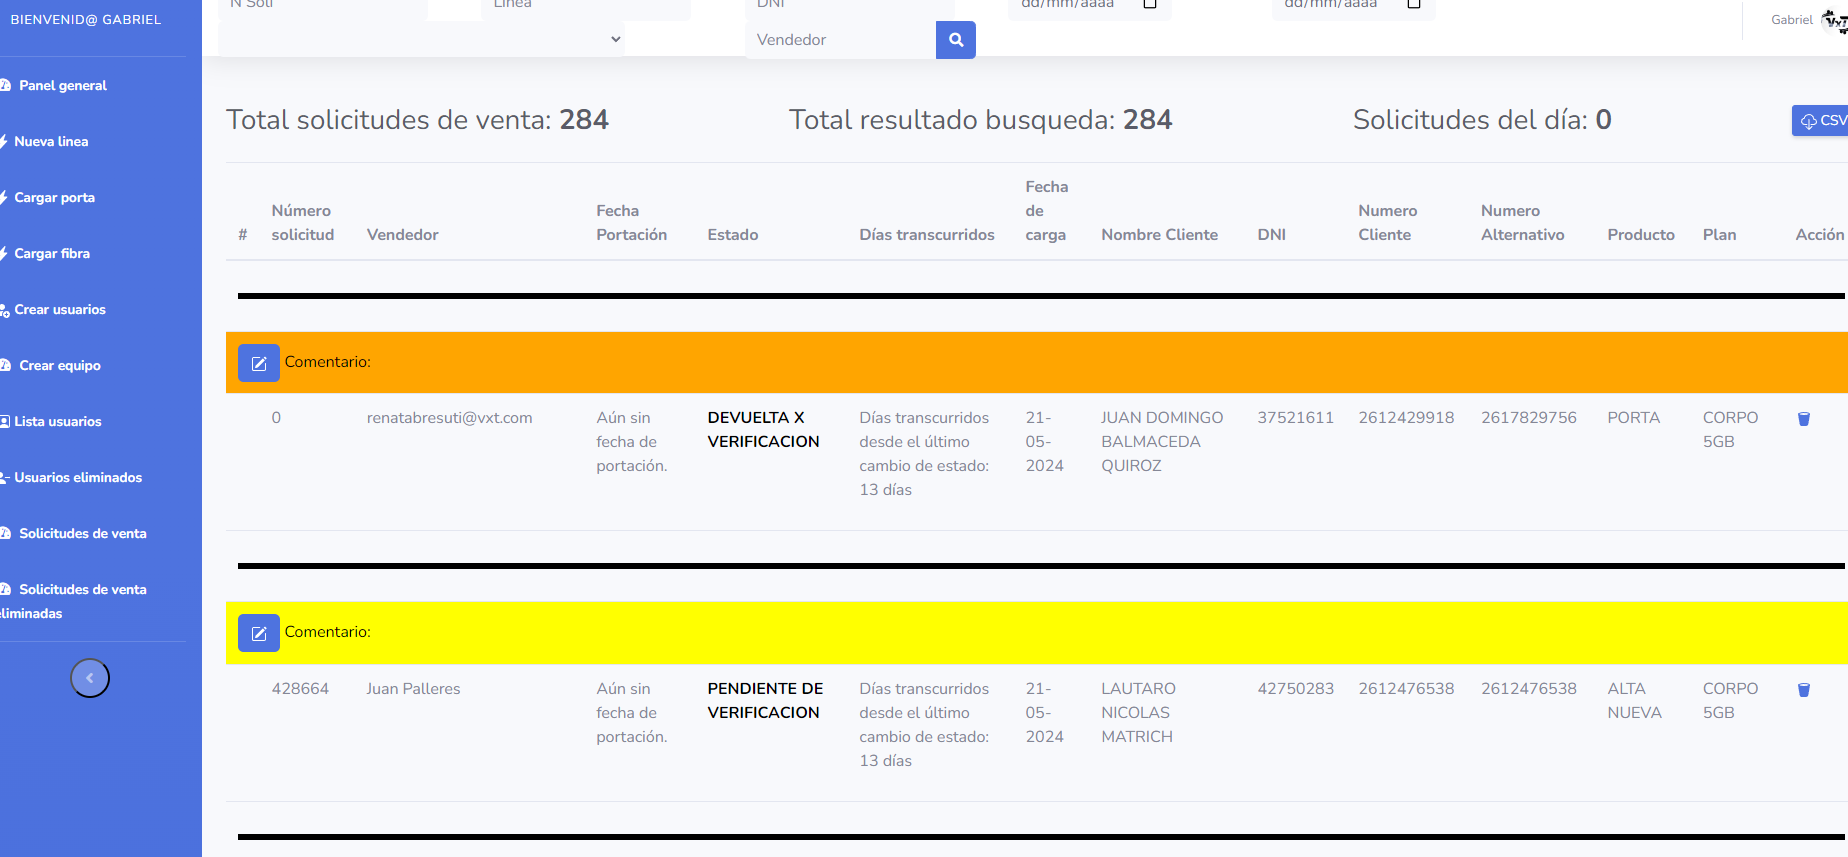 BIENVENID@ GABRIEL
Panel general
Nueva linea
Cargar porta
Cargar fibra
Crear usuarios
Crear equipo
Lista usuarios
Usuarios eliminados
Solicitudes de venta
Solicitudes de venta
eliminadas
N Soli Linea DNI dd/mm/aaaa dd/mm/aaaa
Vendedor
Gabriel
Total solicitudes de venta: 284 Total resultado busqueda: 284 Solicitudes del día: 0 CSV
# Número solicitud Vendedor Fecha Portación Estado Días transcurridos Fecha de carga Nombre Cliente DNI Numero Cliente Numero Alternativo Producto Plan Acción
Comentario:
0 renatabresuti@vxt.com Aún sin fecha de portación. DEVUELTA X VERIFICACION Días transcurridos desde el último cambio de estado: 13 días 21-05-2024 JUAN DOMINGO BALMACEDA QUIROZ 37521611 2612429918 2617829756 PORTA CORPO 5GB
Comentario:
428664 Juan Palleres Aún sin fecha de portación. PENDIENTE DE VERIFICACION Días transcurridos desde el último cambio de estado: 13 días 21-05-2024 LAUTARO NICOLAS MATRICH 42750283 2612476538 2612476538 ALTA NUEVA CORPO 5GB